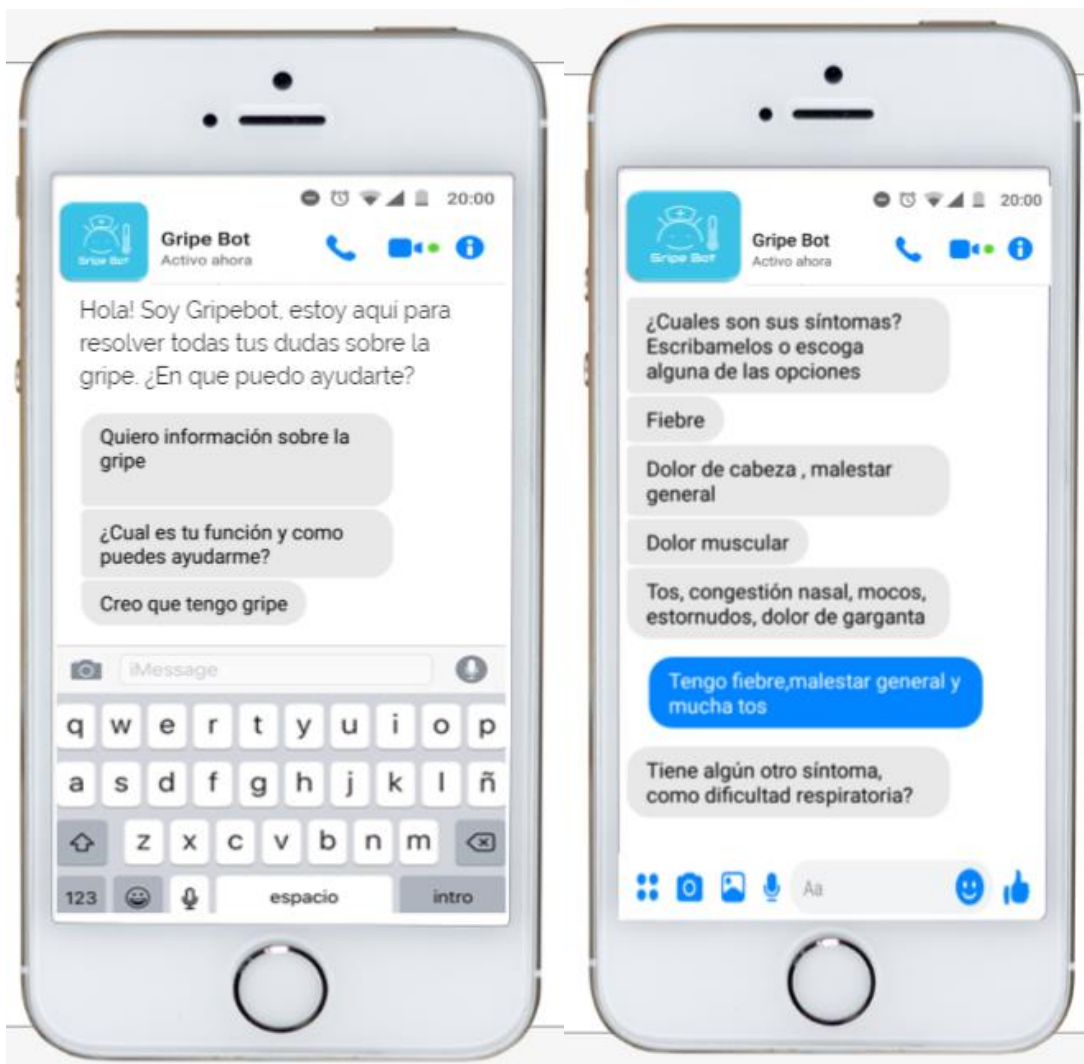 20:00
Gripe Bot
Gripe Bot
Activo ahora
Hola! Soy Gripebot, estoy aquí para
resolver todas tus dudas sobre la
gripe. ¿En que puedo ayudarte?
Quiero información sobre la
gripe
¿Cual es tu función y como
puedes ayudarme?
Creo que tengo gripe
iMessage
q w e r t y u i o p
a s d f g h j k l ñ
z x c v b n m
123 espacio intro
20:00
Gripe Bot
Gripe Bot
Activo ahora
¿Cuales son sus síntomas?
Escribamelos o escoga
alguna de las opciones
Fiebre
Dolor de cabeza , malestar
general
Dolor muscular
Tos, congestión nasal, mocos,
estornudos, dolor de garganta
Tengo fiebre,malestar general y
mucha tos
Tiene algún otro síntoma,
como dificultad respiratoria?
Aa